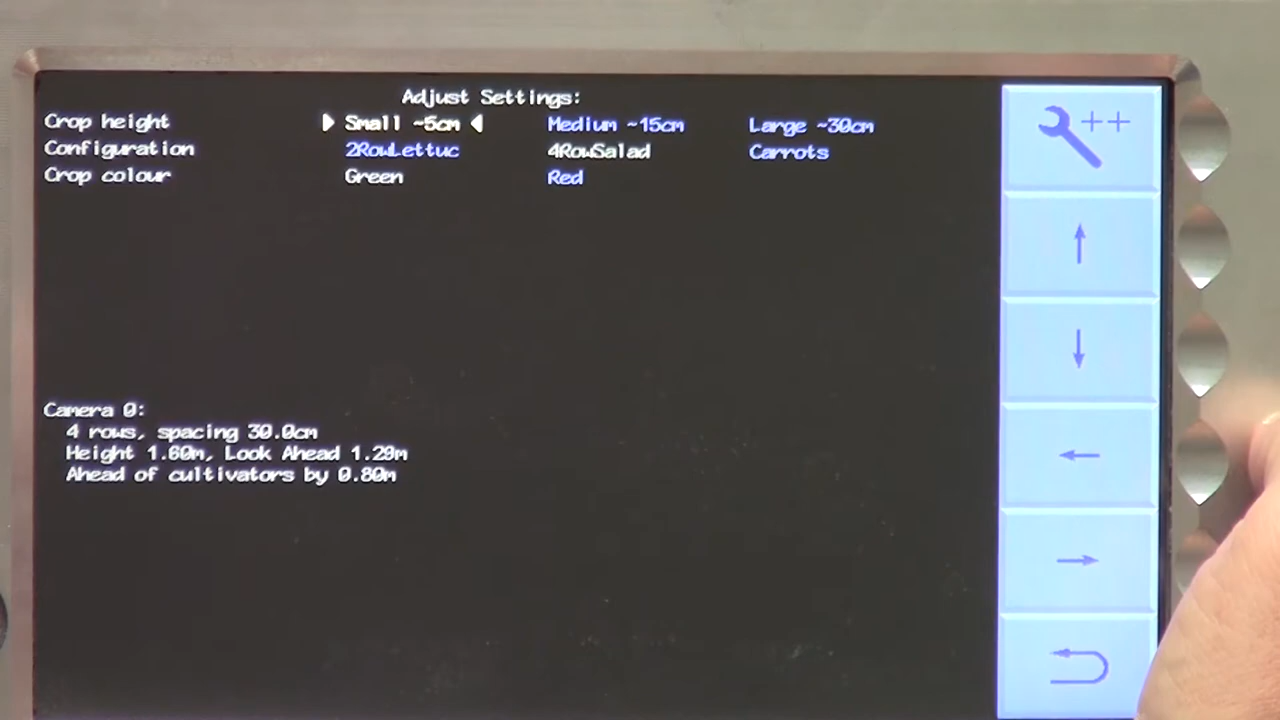 Adjust Settings:
Crop height Small ~5cm Medium ~15cm Large ~30cm
Configuration 2RowLettuc 4RowSalad Carrots
Crop colour Green Red
++
Camera 0:
4 rows, spacing 30.0cm
Height 1.60m, Look Ahead 1.20m
Ahead of cultivators by 0.80m